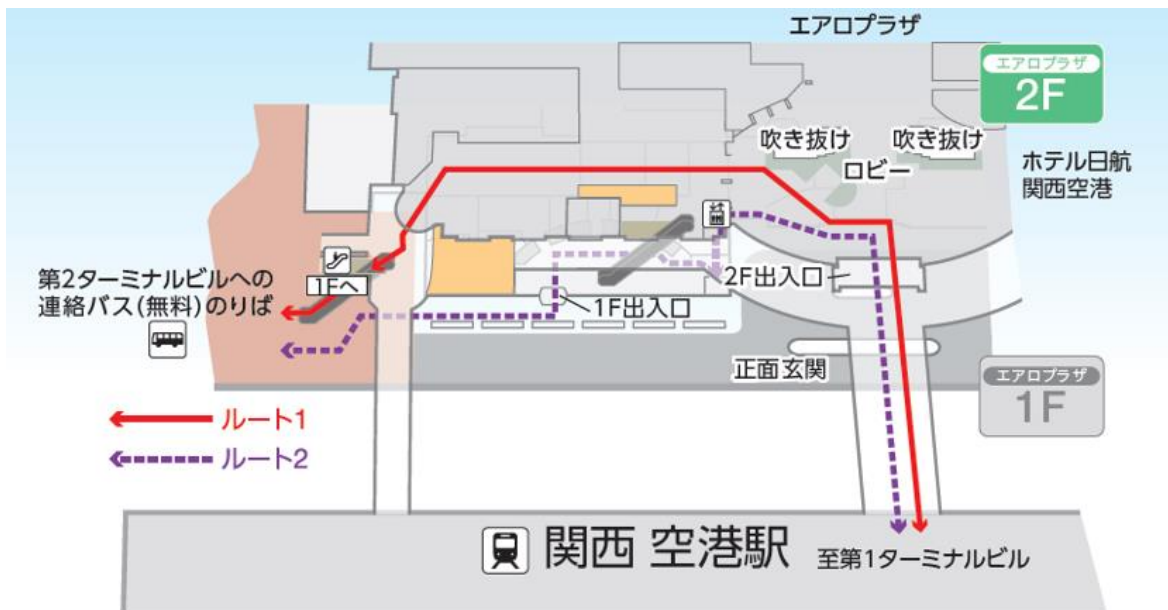 エアロプラザ
エアロプラザ
2F
吹き抜け
吹き抜け
ロビー
ホテル日航
関西空港
第2ターミナルビルへの
連絡バス(無料)のりば
1Fへ
2F出入口
1F出入口
正面玄関
エアロプラザ
1F
ルート1
ルート2
関西 空港駅
至第1ターミナルビル